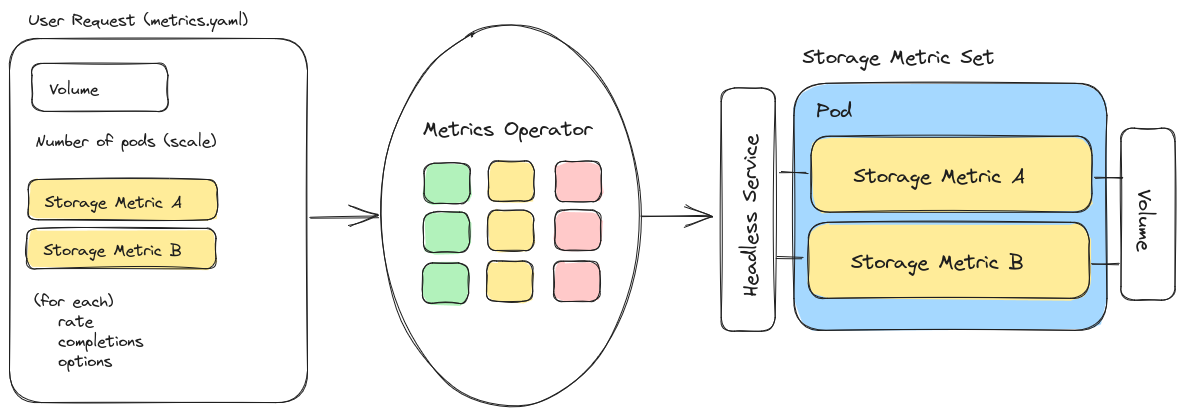 User Request (metrics.yaml)
Volume
Number of pods (scale)
Storage Metric A
Storage Metric B
(for each)
rate
completions
options
Metrics Operator
Storage Metric Set
Headless Service
Pod
Storage Metric A
Storage Metric B
Volume